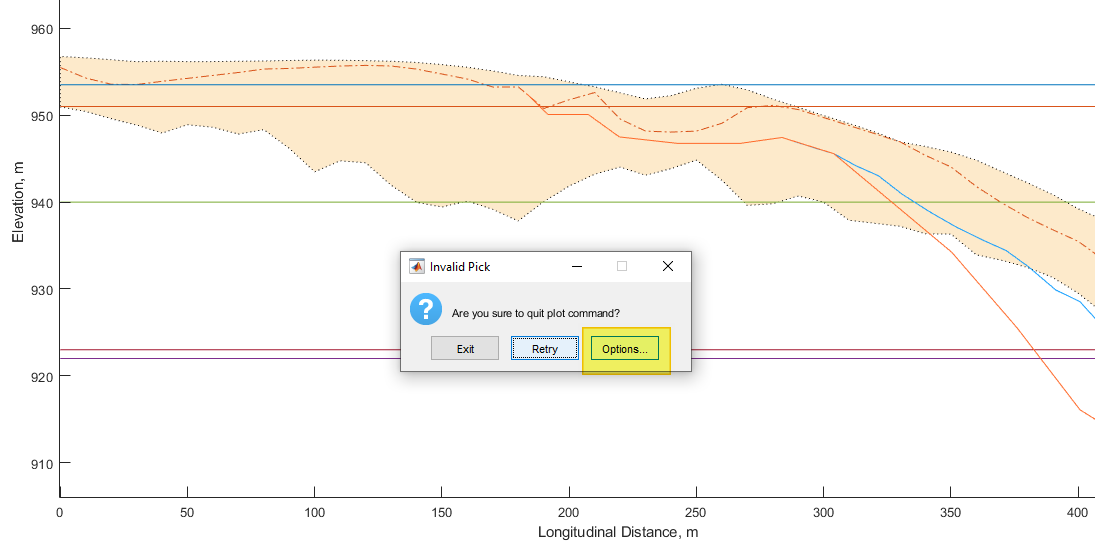 960
950
940
930
920
910
Elevation, m
Invalid Pick
Are you sure to quit plot command?
Exit
Retry
Options...
0
50
100
150
200
250
300
350
400
Longitudinal Distance, m